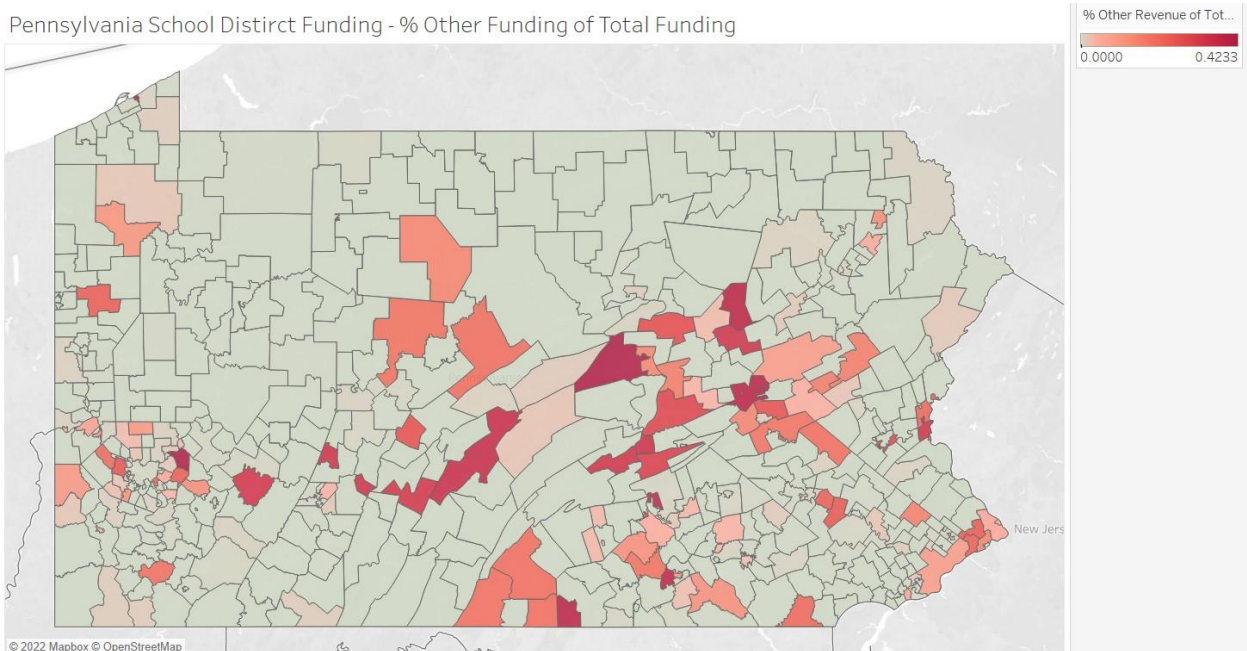 Pennsylvania School Distirct Funding - % Other Funding of Total Funding
% Other Revenue of Tot...
0.0000 0.4233
New Jers
© 2022 Mapbox © OpenStreetMap